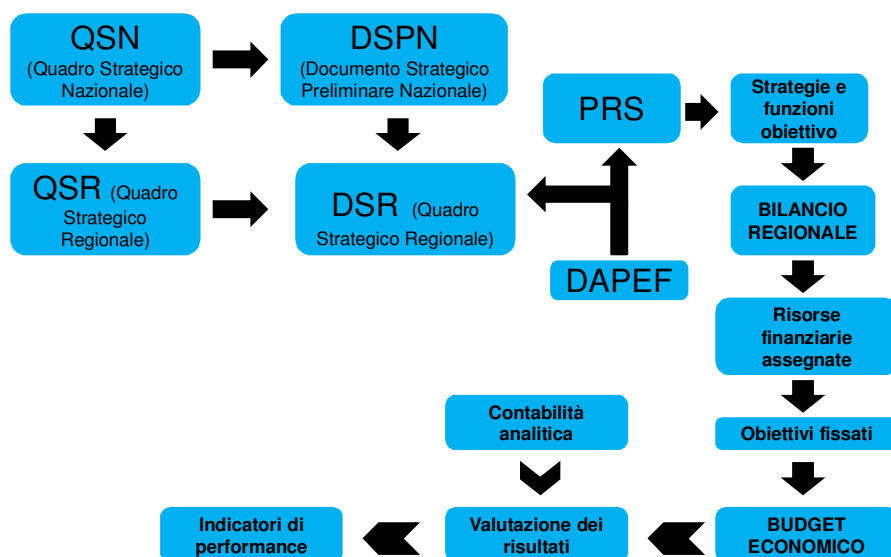 QSN
(Quadro Strategico
Nazionale)
DSPN
(Documento Strategico
Preliminare Nazionale)
PRS
Strategie e
funzioni
obiettivo
QSR (Quadro
Strategico
Regionale)
DSR (Quadro
Strategico Regionale)
BILANCIO
REGIONALE
DAPEF
Risorse
finanziarie
assegnate
Contabilità
analitica
Obiettivi fissati
Indicatori di
performance
Valutazione dei
risultati
BUDGET
ECONOMICO